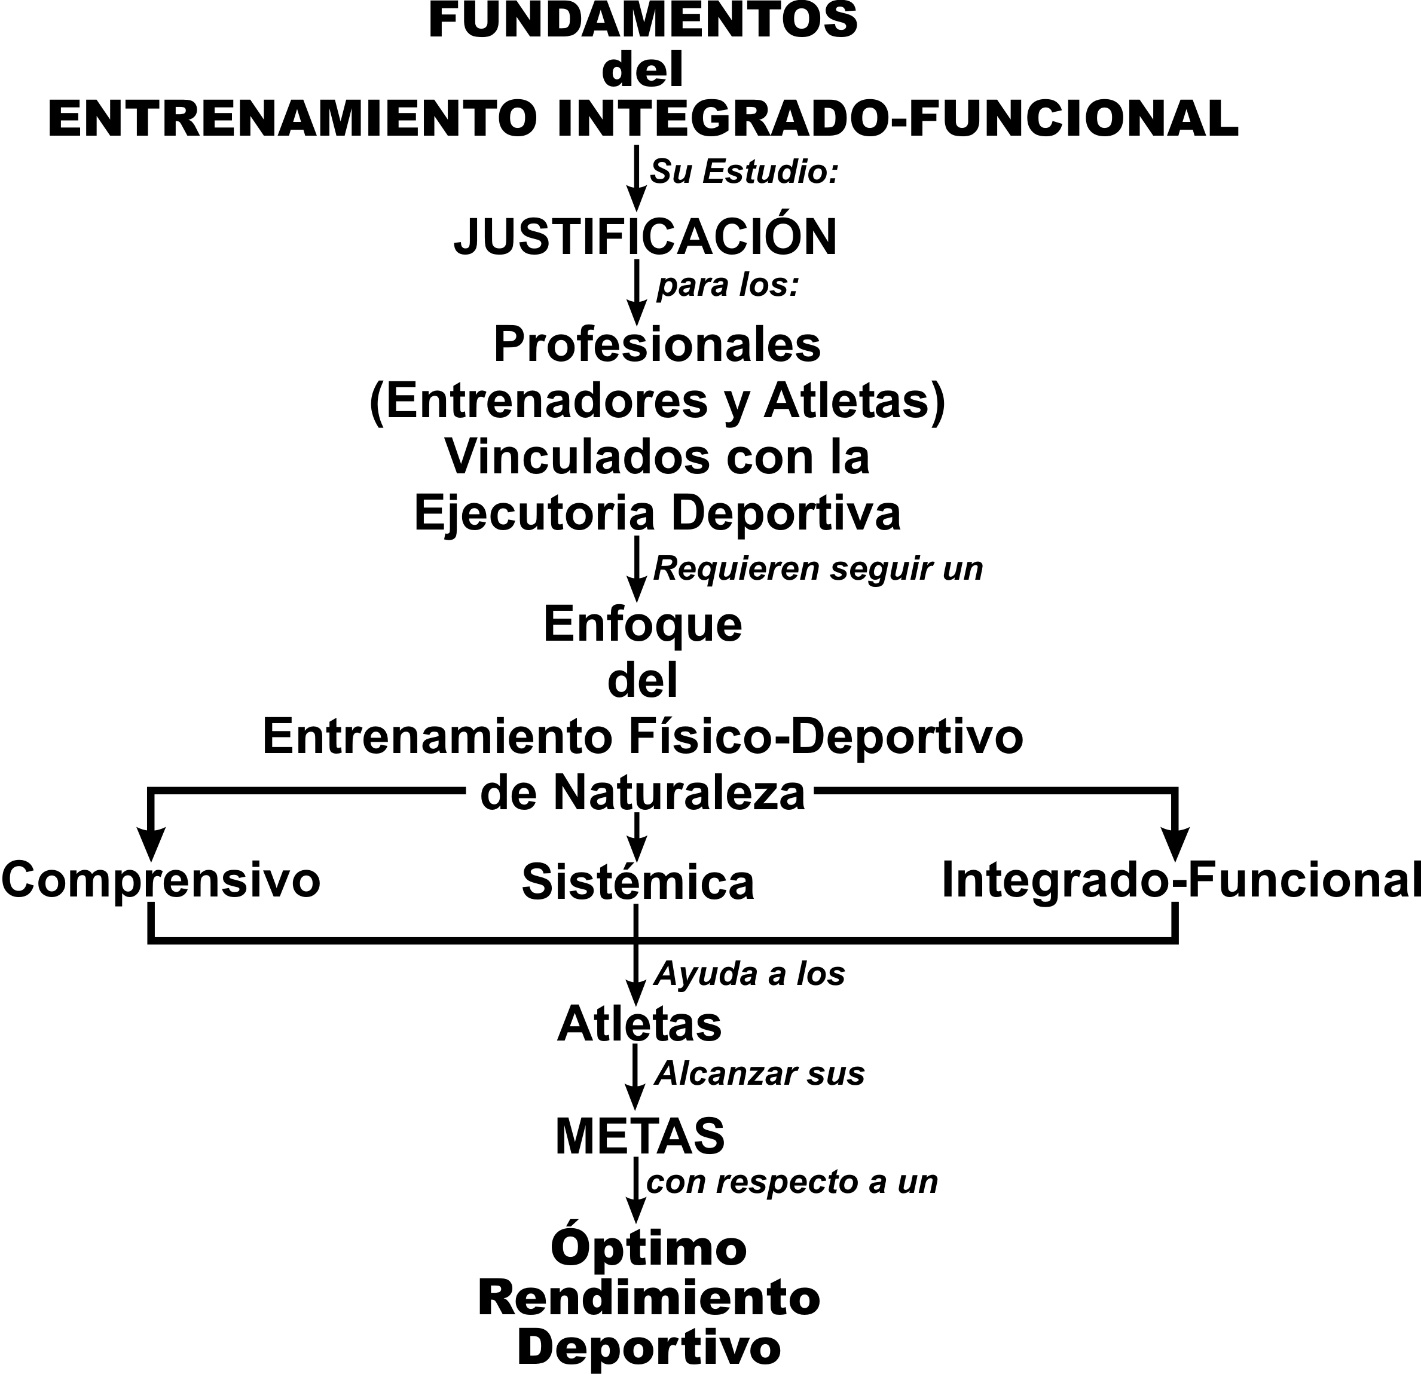 FUNDAMENTOS
del
ENTRENAMIENTO INTEGRADO-FUNCIONAL
Su Estudio:
JUSTIFICACIÓN
para los:
Profesionales
(Entrenadores y Atletas)
Vinculados con la
Ejecutoria Deportiva
Requieren seguir un
Enfoque
del
Entrenamiento Físico-Deportivo
de Naturaleza
Comprensivo
Sistémica
Integrado-Funcional
Ayuda a los
Atletas
Alcanzar sus
METAS
con respecto a un
Óptimo
Rendimiento
Deportivo